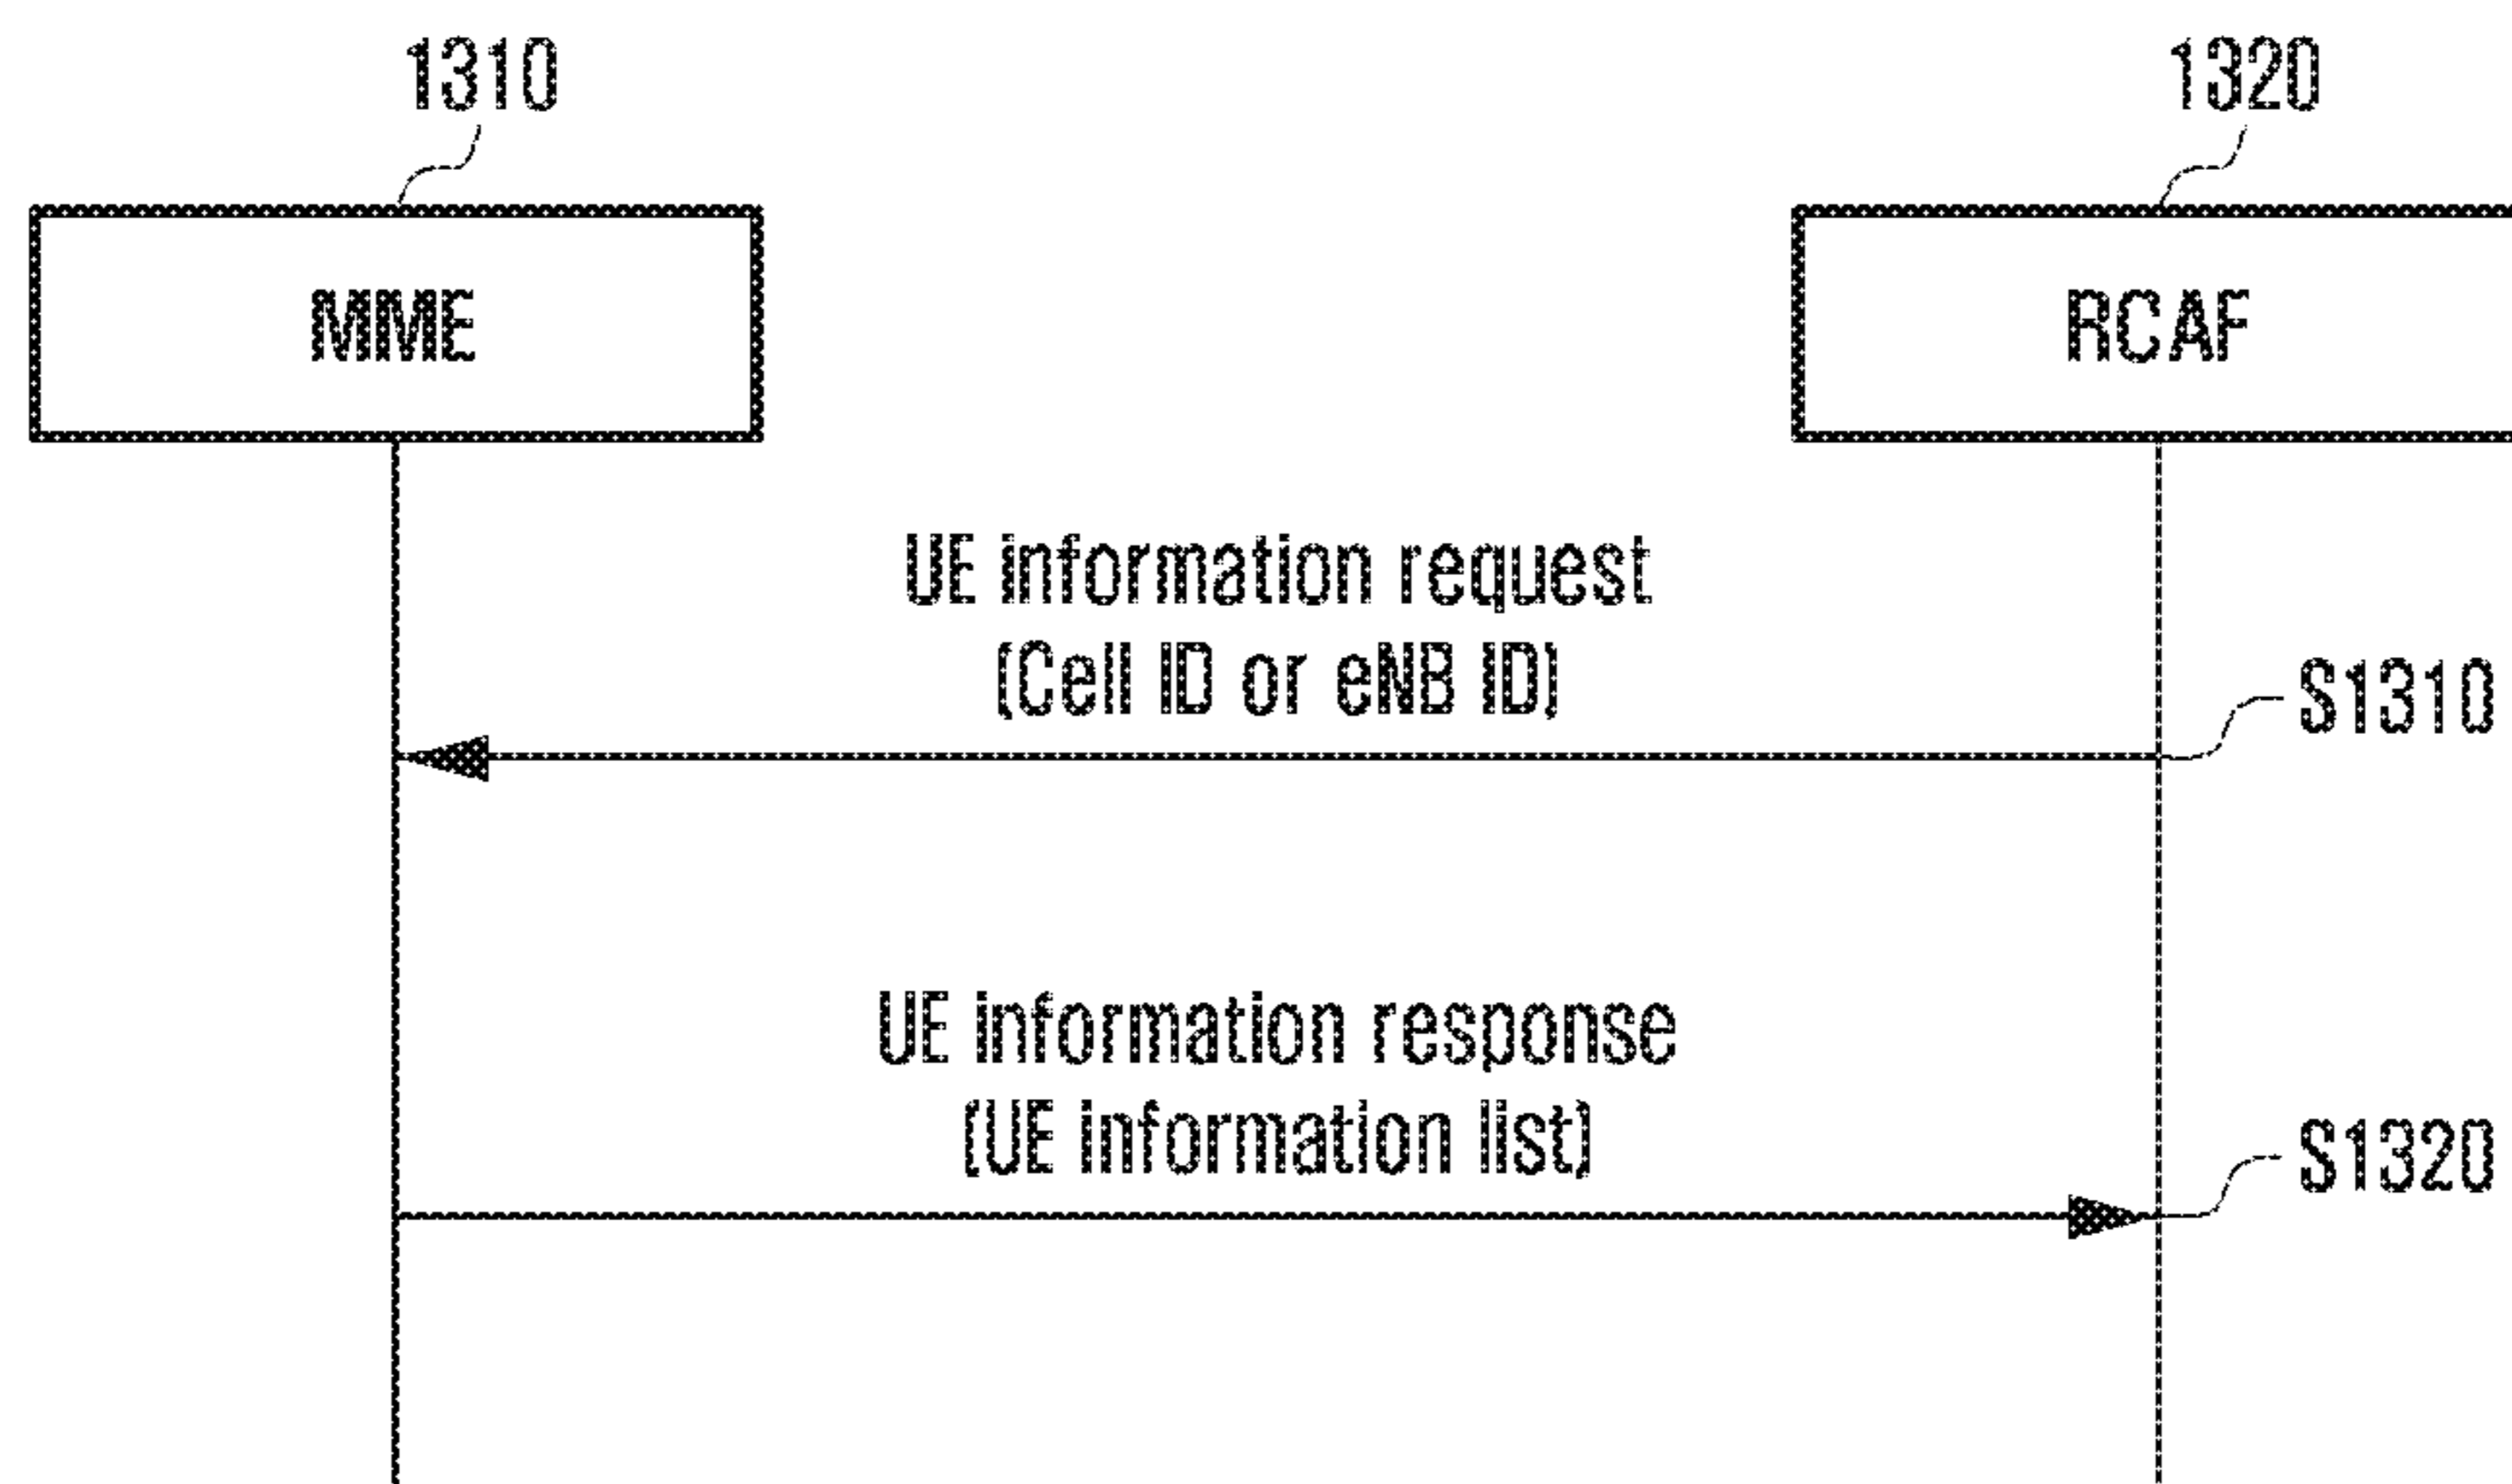 1310
1320
MME
RCAF
UE information request
(Cell ID or eNB ID)
S1310
UE information response
(UE information list)
S1320